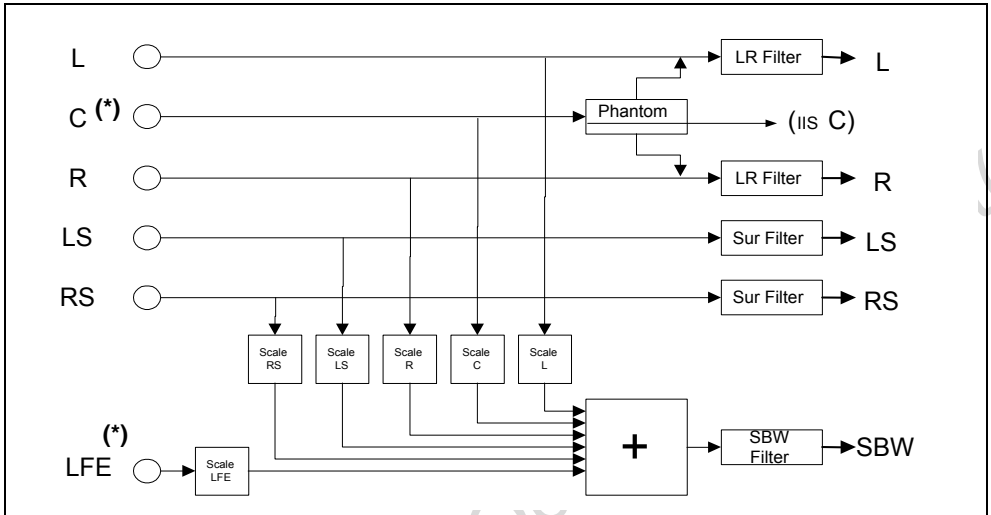 L
LR Filter
L
C (*)
Phantom
(IIS C)
R
LR Filter
R
LS
Sur Filter
LS
RS
Sur Filter
RS
Scale
RS
Scale
LS
Scale
R
Scale
C
Scale
L
(*)
LFE
Scale
LFE
+
SBW
Filter
SBW